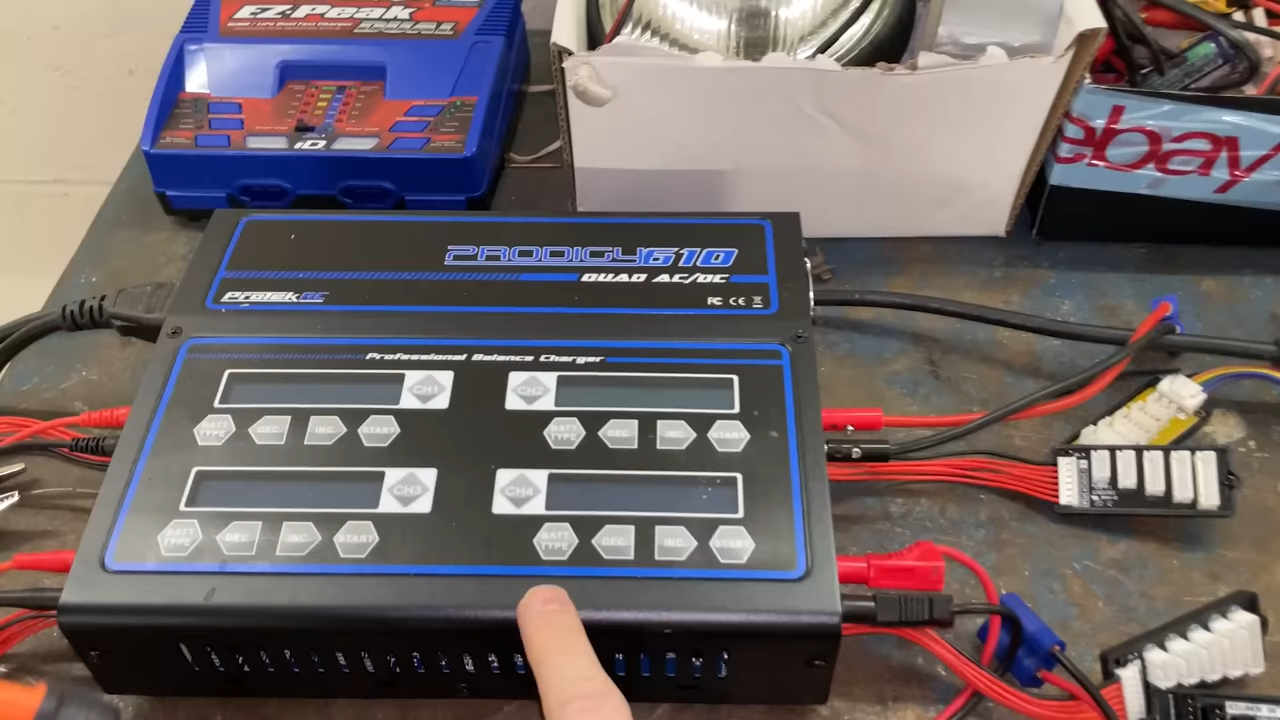 EZ-Peak
DUAL
iD
ebay
PRODIGY 610
QUAD AC/DC
PROTEK RC
FC CE
Professional Balance Charger
CH1
CH2
BATT TYPE
DEC.
INC.
START
BATT TYPE
DEC.
INC.
START
CH3
CH4
BATT TYPE
DEC.
INC.
START
BATT TYPE
DEC.
INC.
START